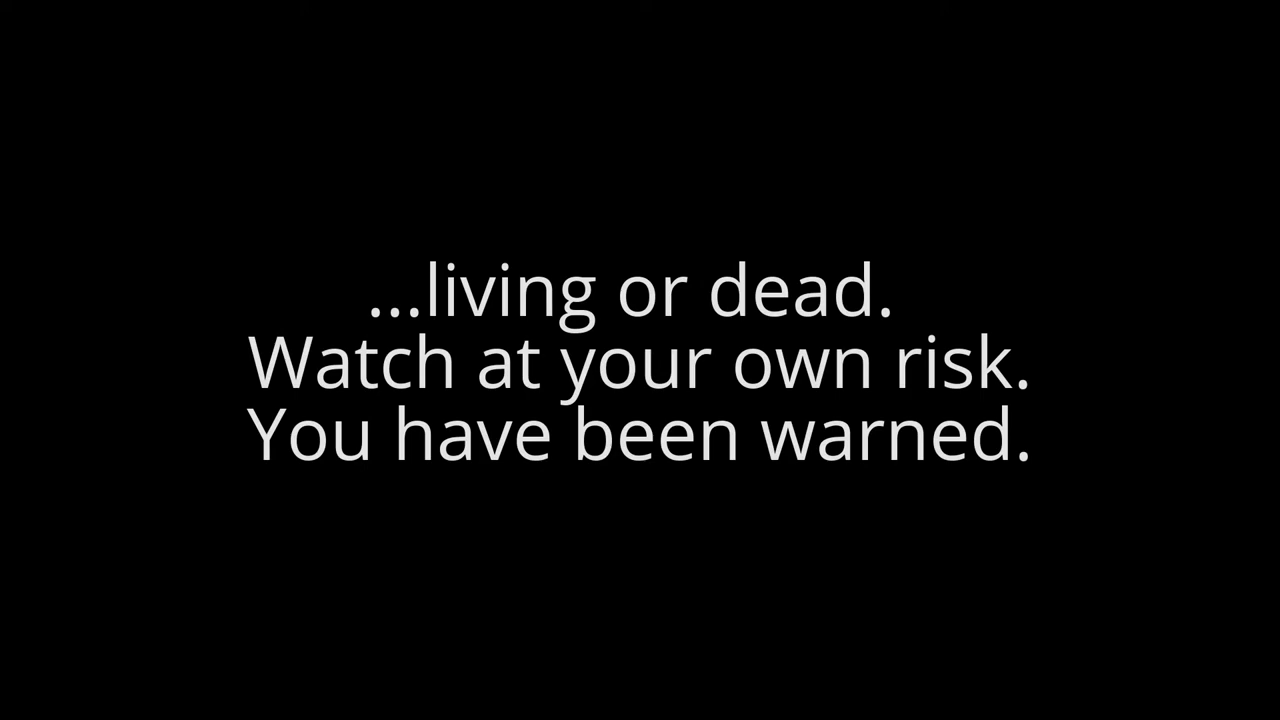 ...living or dead.
Watch at your own risk.
You have been warned.